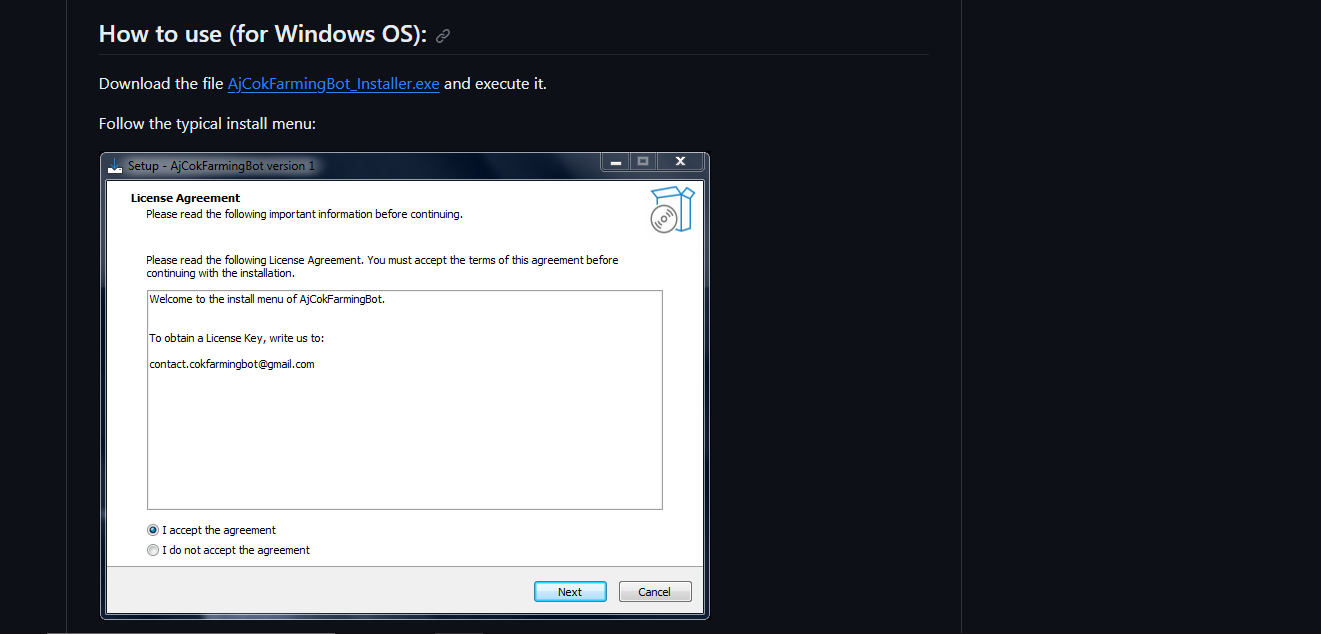 How to use (for Windows OS):
Download the file AjCokFarmingBot_Installer.exe and execute it.
Follow the typical install menu:
Setup - AjCokFarmingBot version 1
License Agreement
Please read the following important information before continuing.
Please read the following License Agreement. You must accept the terms of this agreement before
continuing with the installation.
Welcome to the install menu of AjCokFarmingBot.
To obtain a License Key, write us to:
contact.cokfarmingbot@gmail.com
I accept the agreement
I do not accept the agreement
Next Cancel